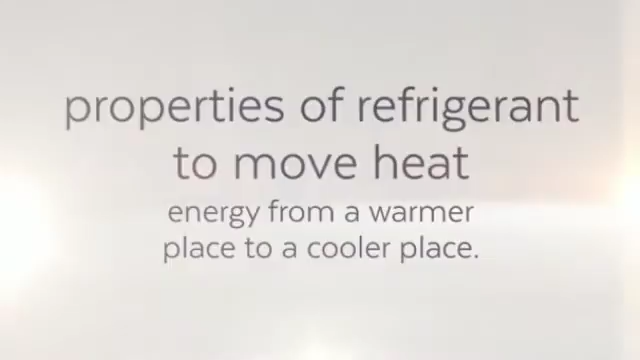 properties of refrigerant
to move heat
energy from a warmer
place to a cooler place.